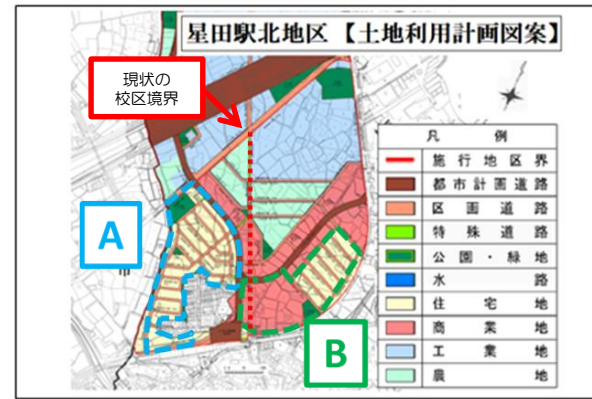 星田駅北地区 【土地利用計画図案】
現状の
校区境界
凡 例
施行地区界
都市計画道路
区画道路
特殊道路
公園・緑地
水路
住宅地
商業地
工業地
農地
A
B